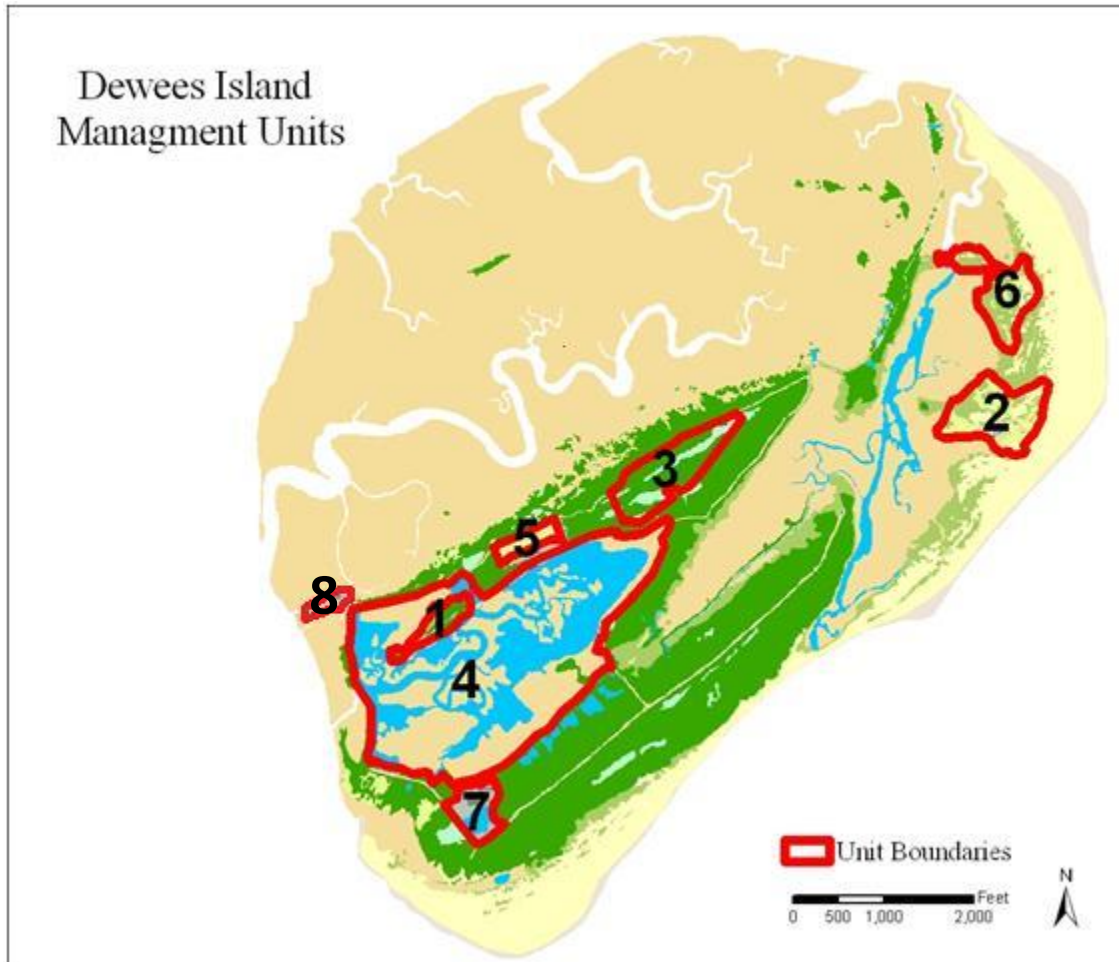 Dewees Island
Managment Units
6
2
3
5
8
1
4
7
Unit Boundaries
N
Feet
0 500 1,000 2,000